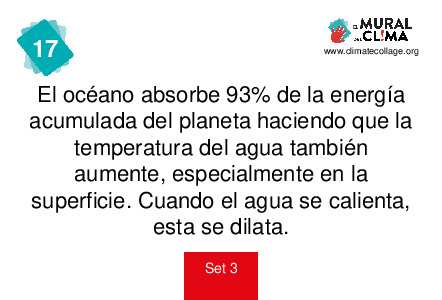 17
EL MURAL
DEL CL!MA
www.climatecollage.org
El océano absorbe 93% de la energía
acumulada del planeta haciendo que la
temperatura del agua también
aumente, especialmente en la
superficie. Cuando el agua se calienta,
esta se dilata.
Set 3